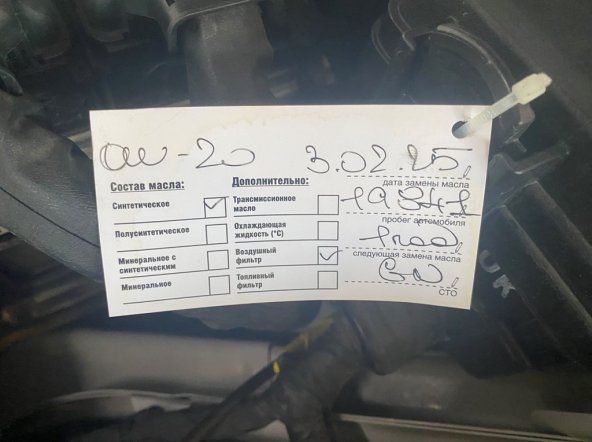 0W-20 3.02.25
дата замены масла
Состав масла: Дополнительно:
Синтетическое Трансмиссионное масло
пробег автомобиля
Полусинтетическое Охлаждающая жидкость (°C)
Минеральное с синтетическим Воздушный фильтр
следующая замена масла
Минеральное Топливный фильтр
СТО
UK